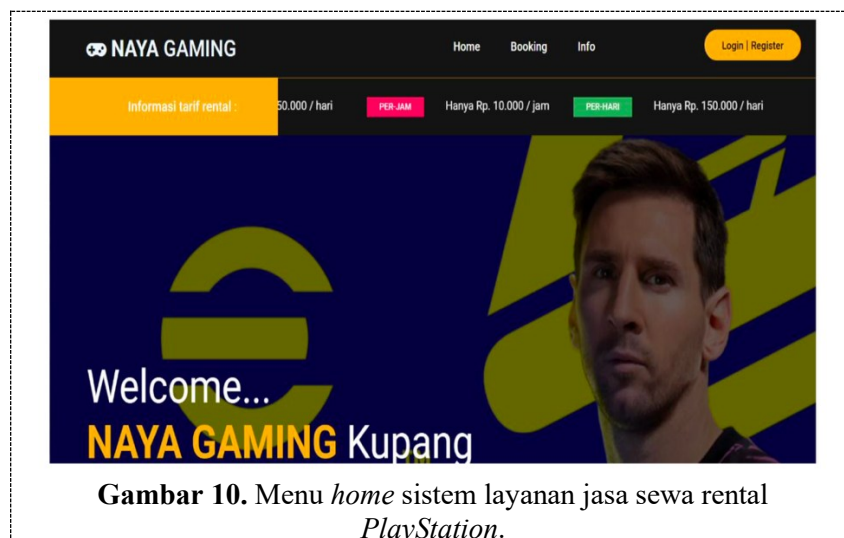 NAYA GAMING
Home Booking Info
Login | Register
Informasi tarif rental :
50.000 / hari PER-JAM Hanya Rp. 10.000 / jam PER-HARI Hanya Rp. 150.000 / hari
Welcome...
NAYA GAMING Kupang
Gambar 10. Menu home sistem layanan jasa sewa rental
PlayStation.